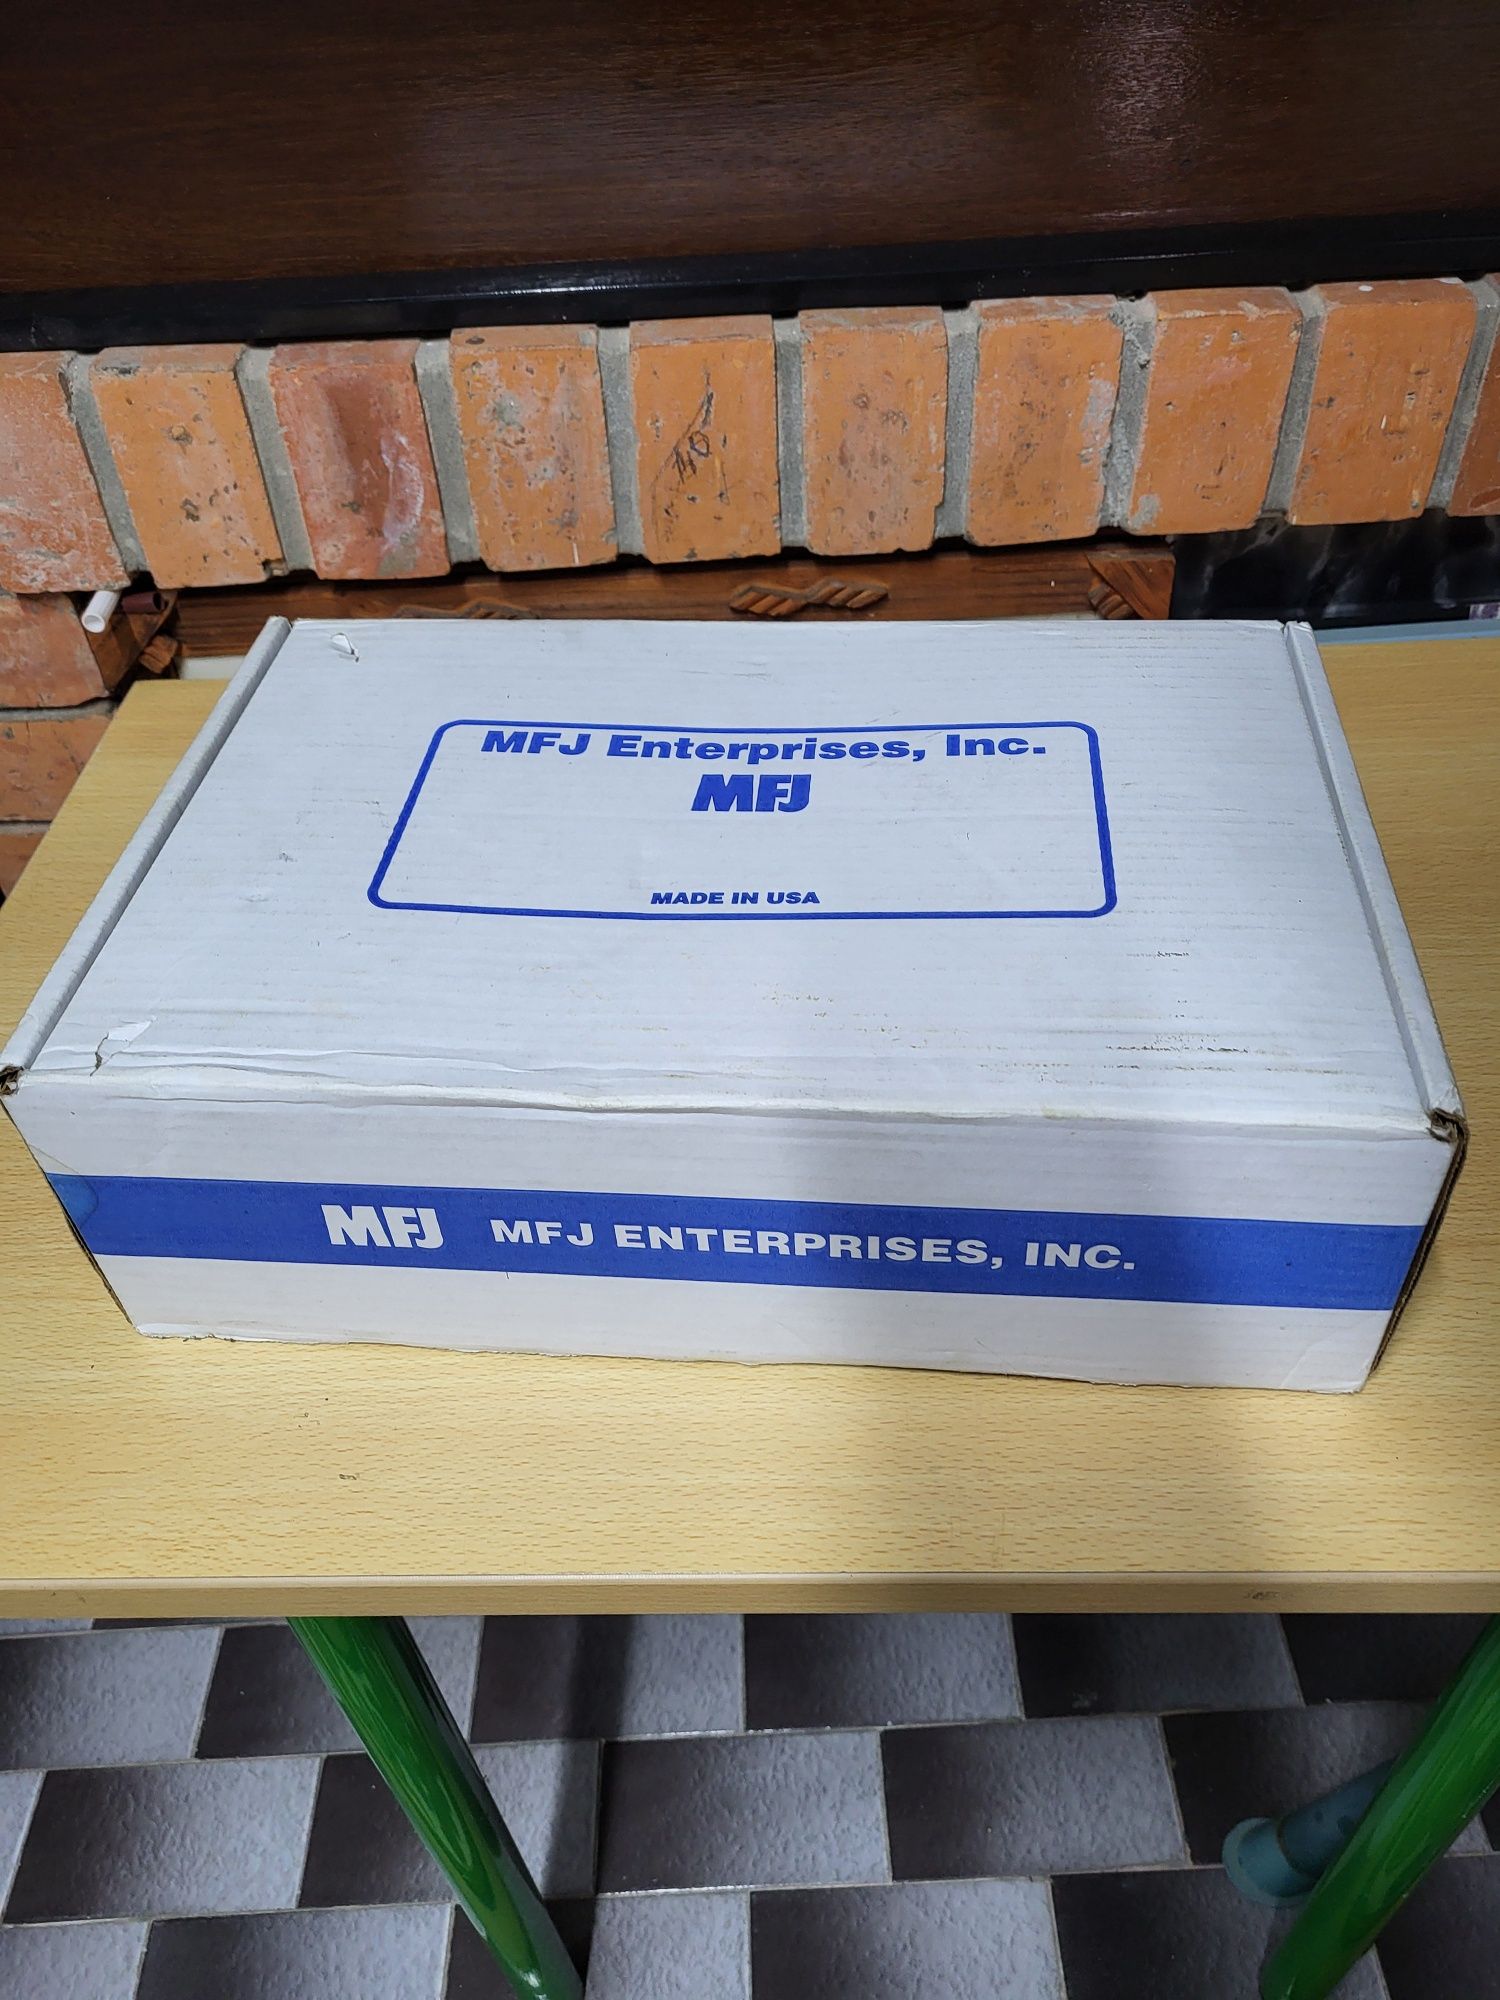 MFJ Enterprises, Inc.
MFJ
MADE IN USA
MFJ MFJ ENTERPRISES, INC.